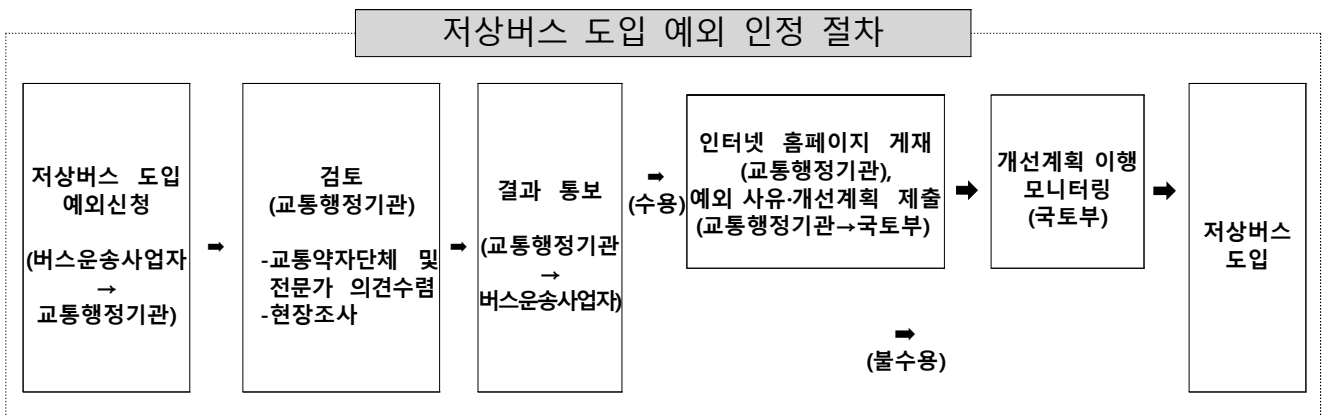 저상버스 도입 예외 인정 절차
저상버스 도입
예외신청
(버스운송사업자
→
교통행정기관)
➡
검토
(교통행정기관)
-교통약자단체 및
전문가 의견수렴
-현장조사
➡
결과 통보
(교통행정기관
→
버스운송사업자)
➡
(수용)
인터넷 홈페이지 게재
(교통행정기관),
예외 사유·개선계획 제출
(교통행정기관→국토부)
➡
개선계획 이행
모니터링
(국토부)
➡
➡
(불수용)
저상버스
도입